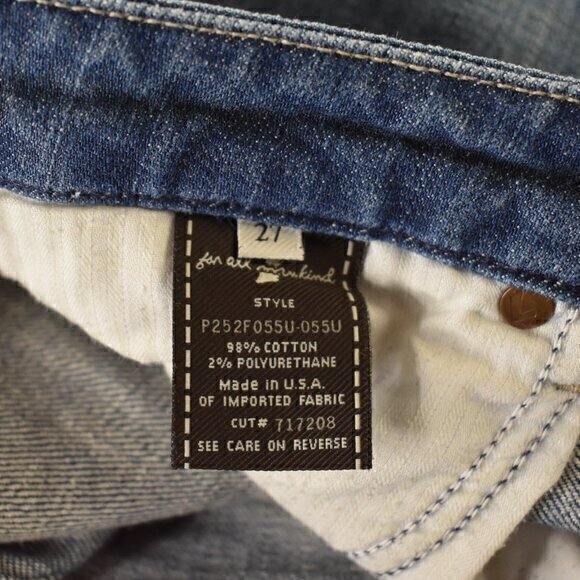 27
for all mankind
STYLE
P252F055U-055U
98% COTTON
2% POLYURETHANE
Made in U.S.A.
OF IMPORTED FABRIC
CUT# 717208
SEE CARE ON REVERSE